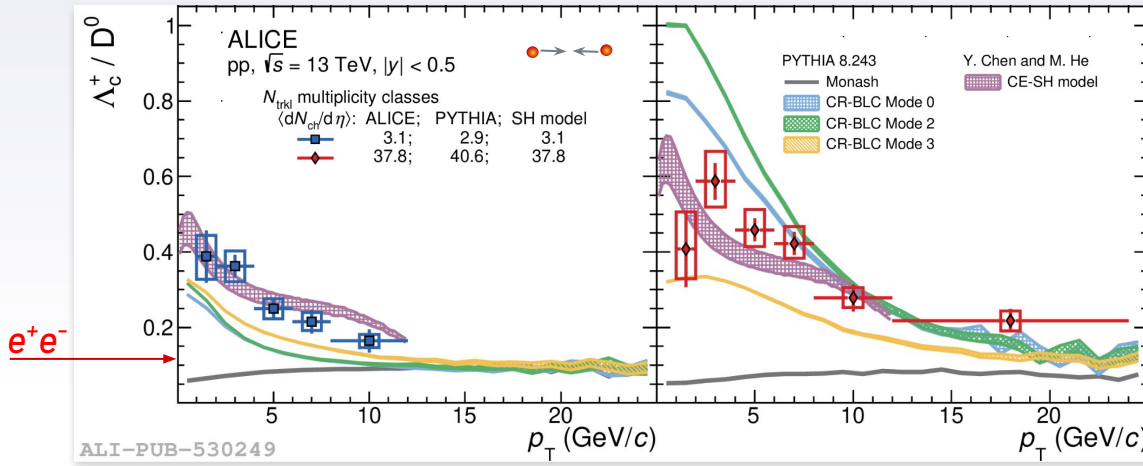 Λc+ / D0
1
0.8
0.6
0.4
0.2
ALICE
pp, √s = 13 TeV, |y| < 0.5
Ntrkl multiplicity classes
⟨dNch/dη⟩: ALICE; PYTHIA; SH model
3.1; 2.9; 3.1
37.8; 40.6; 37.8
PYTHIA 8.243
Monash
CR-BLC Mode 0
CR-BLC Mode 2
CR-BLC Mode 3
Y. Chen and M. He
CE-SH model
e+e-
5 10 15 20
5 10 15 20
pT (GeV/c)
pT (GeV/c)
ALI-PUB-530249